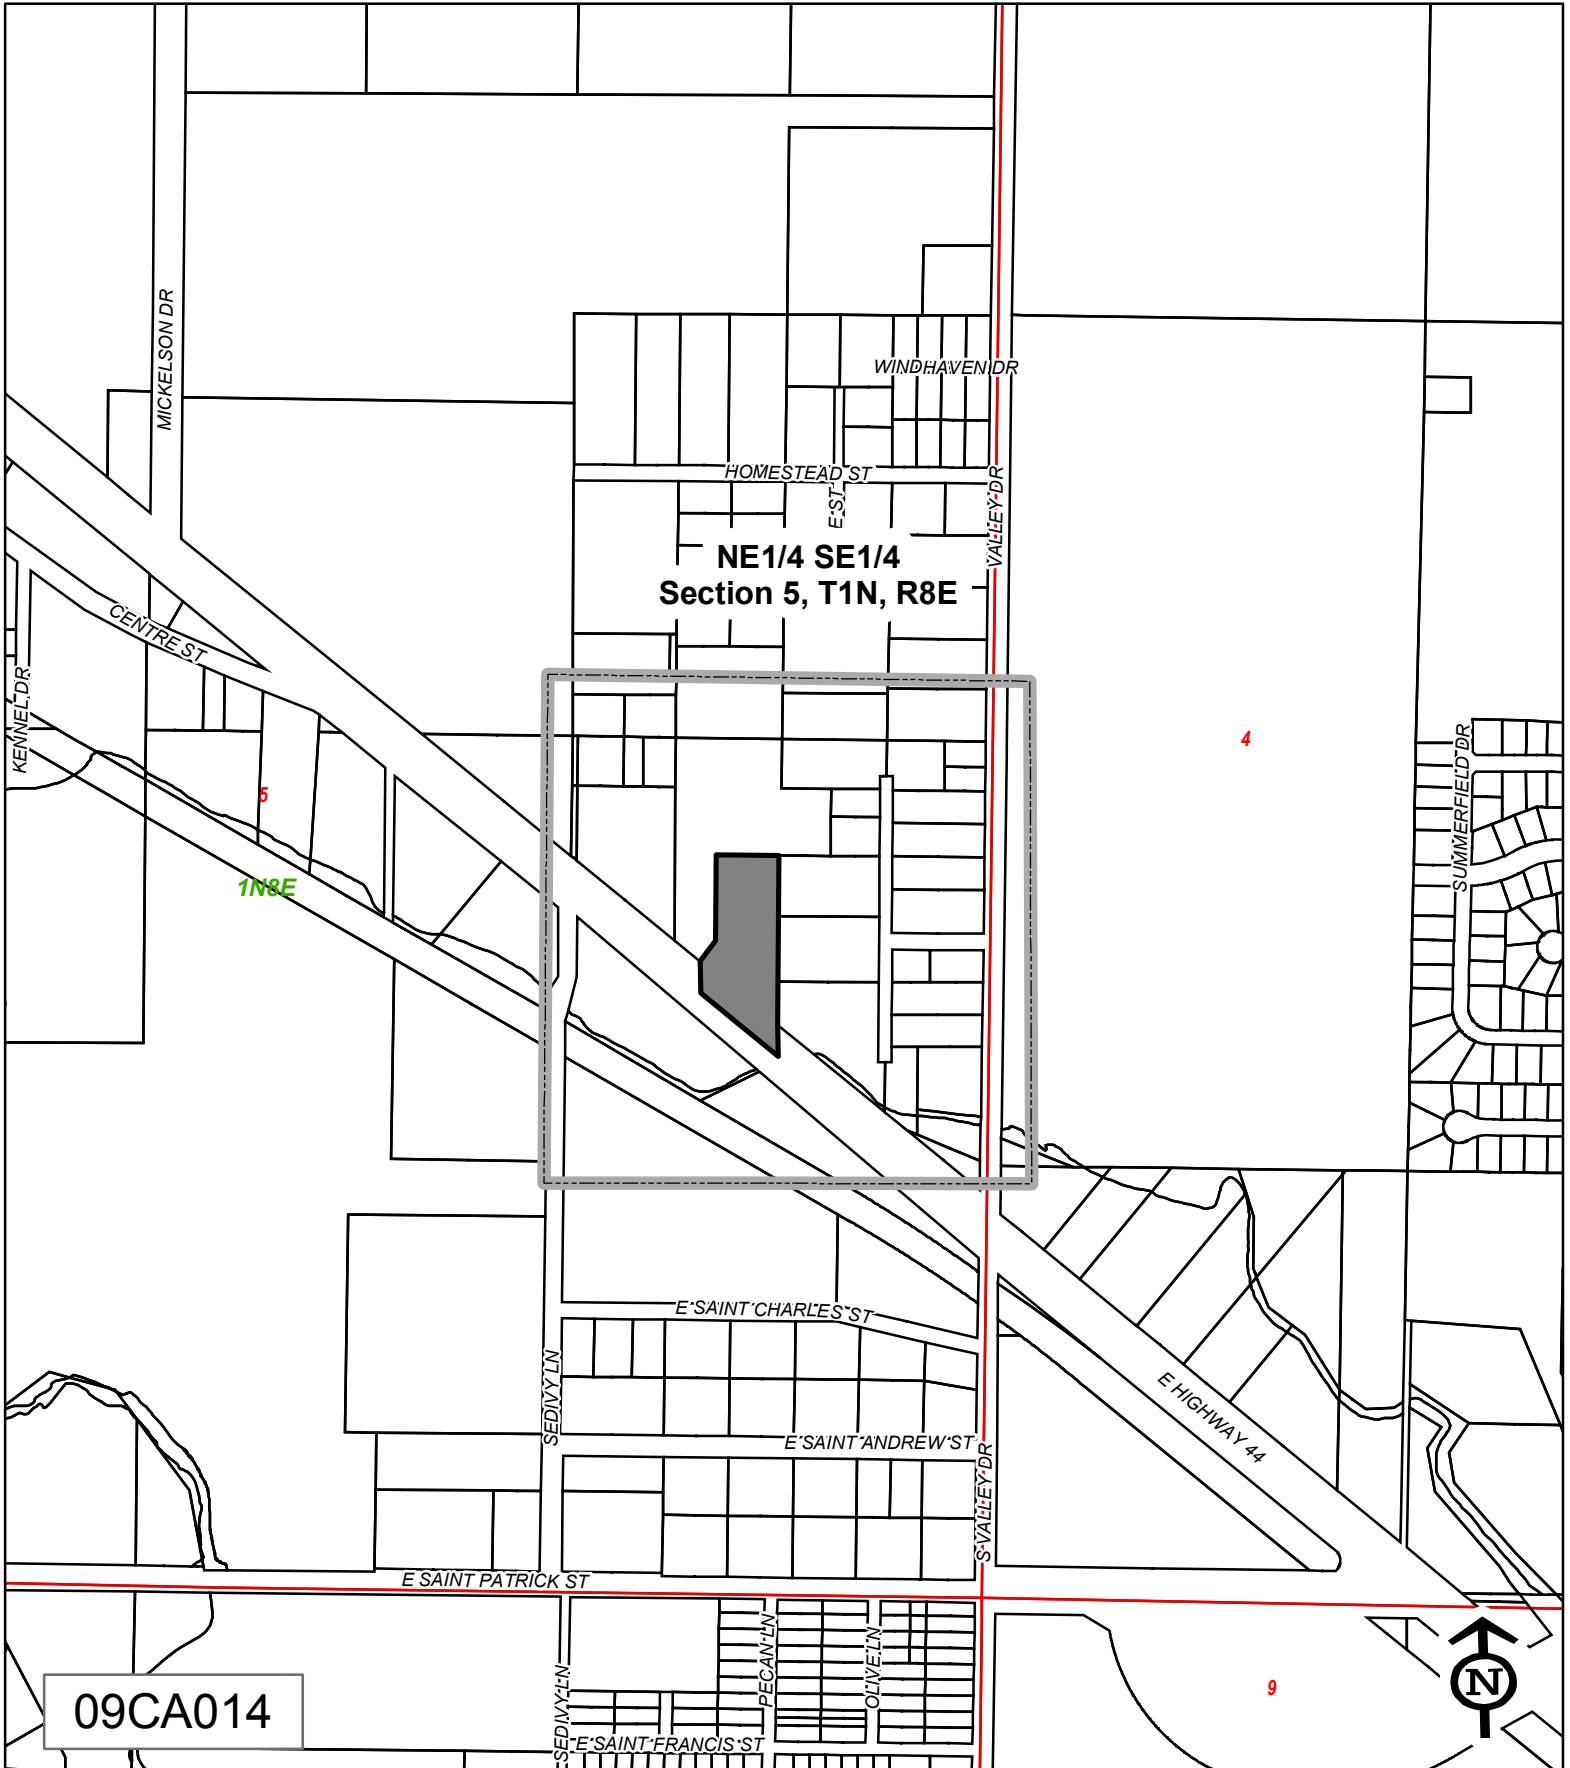 MICKELSON DR
WINDHAVEN DR
HOMESTEAD ST
E ST
VALLEY DR
NE1/4 SE1/4
Section 5, T1N, R8E
CENTRE ST
KENNEL DR
4
SUMMERFIELD DR
5
1N8E
E SAINT CHARLES ST
SEDIVY LN
E HIGHWAY 44
E SAINT ANDREW ST
S VALLEY DR
E SAINT PATRICK ST
PECAN LN
OLIVE LN
SEDIVY LN
9
N
09CA014
E SAINT FRANCIS ST